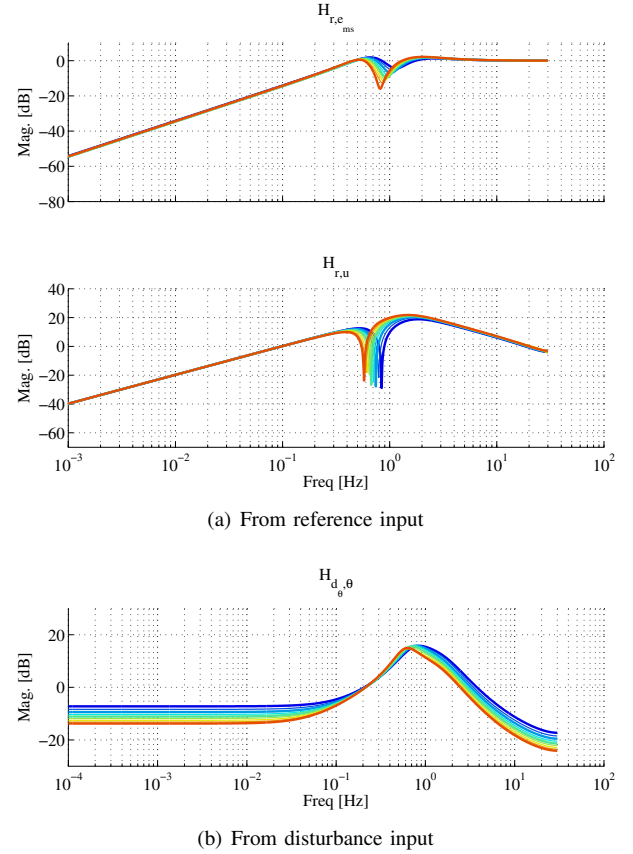 H_{r,e_{ms}}
0
−20
−40
−60
−80
Mag. [dB]
H_{r,u}
40
20
0
−20
−40
−60
Mag. [dB]
10^{−3} 10^{−2} 10^{−1} 10^{0} 10^{1} 10^{2}
Freq [Hz]
(a) From reference input
H_{d_θ,θ}
20
0
−20
Mag. [dB]
10^{−4} 10^{−3} 10^{−2} 10^{−1} 10^{0} 10^{1} 10^{2}
Freq [Hz]
(b) From disturbance input